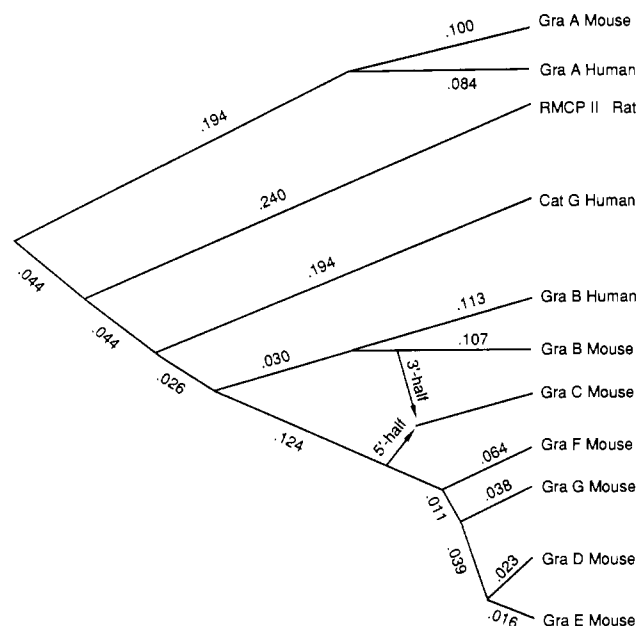 .100
Gra A Mouse
Gra A Human
.084
RMCP II Rat
.194
.240
Cat G Human
.194
.044
.044
.026
.113
Gra B Human
.030
.107
Gra B Mouse
3'-half
Gra C Mouse
5'-half
.124
.064
Gra F Mouse
.038
Gra G Mouse
.011
.039
.023
Gra D Mouse
.016
Gra E Mouse